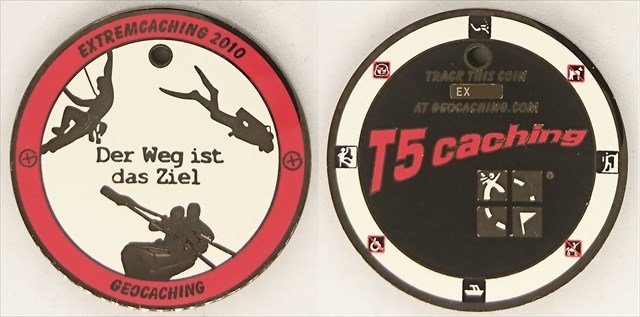 EXTREMCACHING 2010
Der Weg ist
das Ziel
GEOCACHING
TRACK THIS COIN
EX
AT GEOCACHING.COM
T5 caching